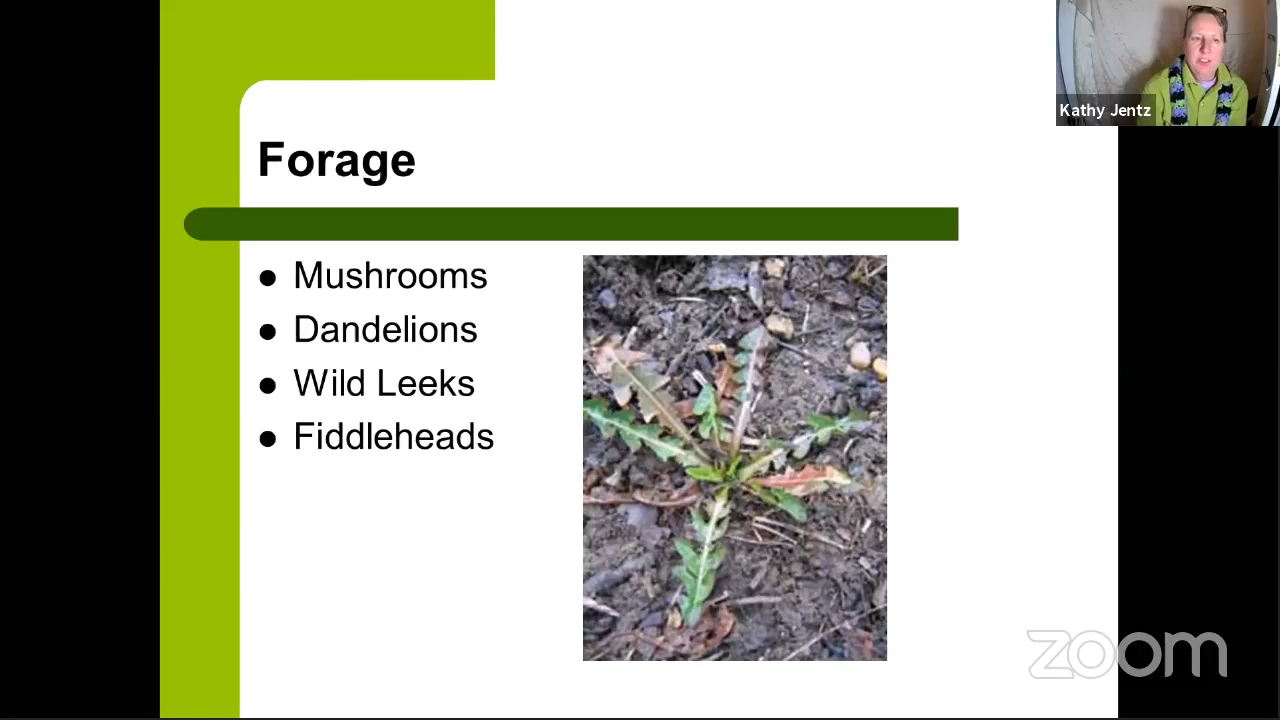 Kathy Jentz
Forage
Mushrooms
Dandelions
Wild Leeks
Fiddleheads
zoom